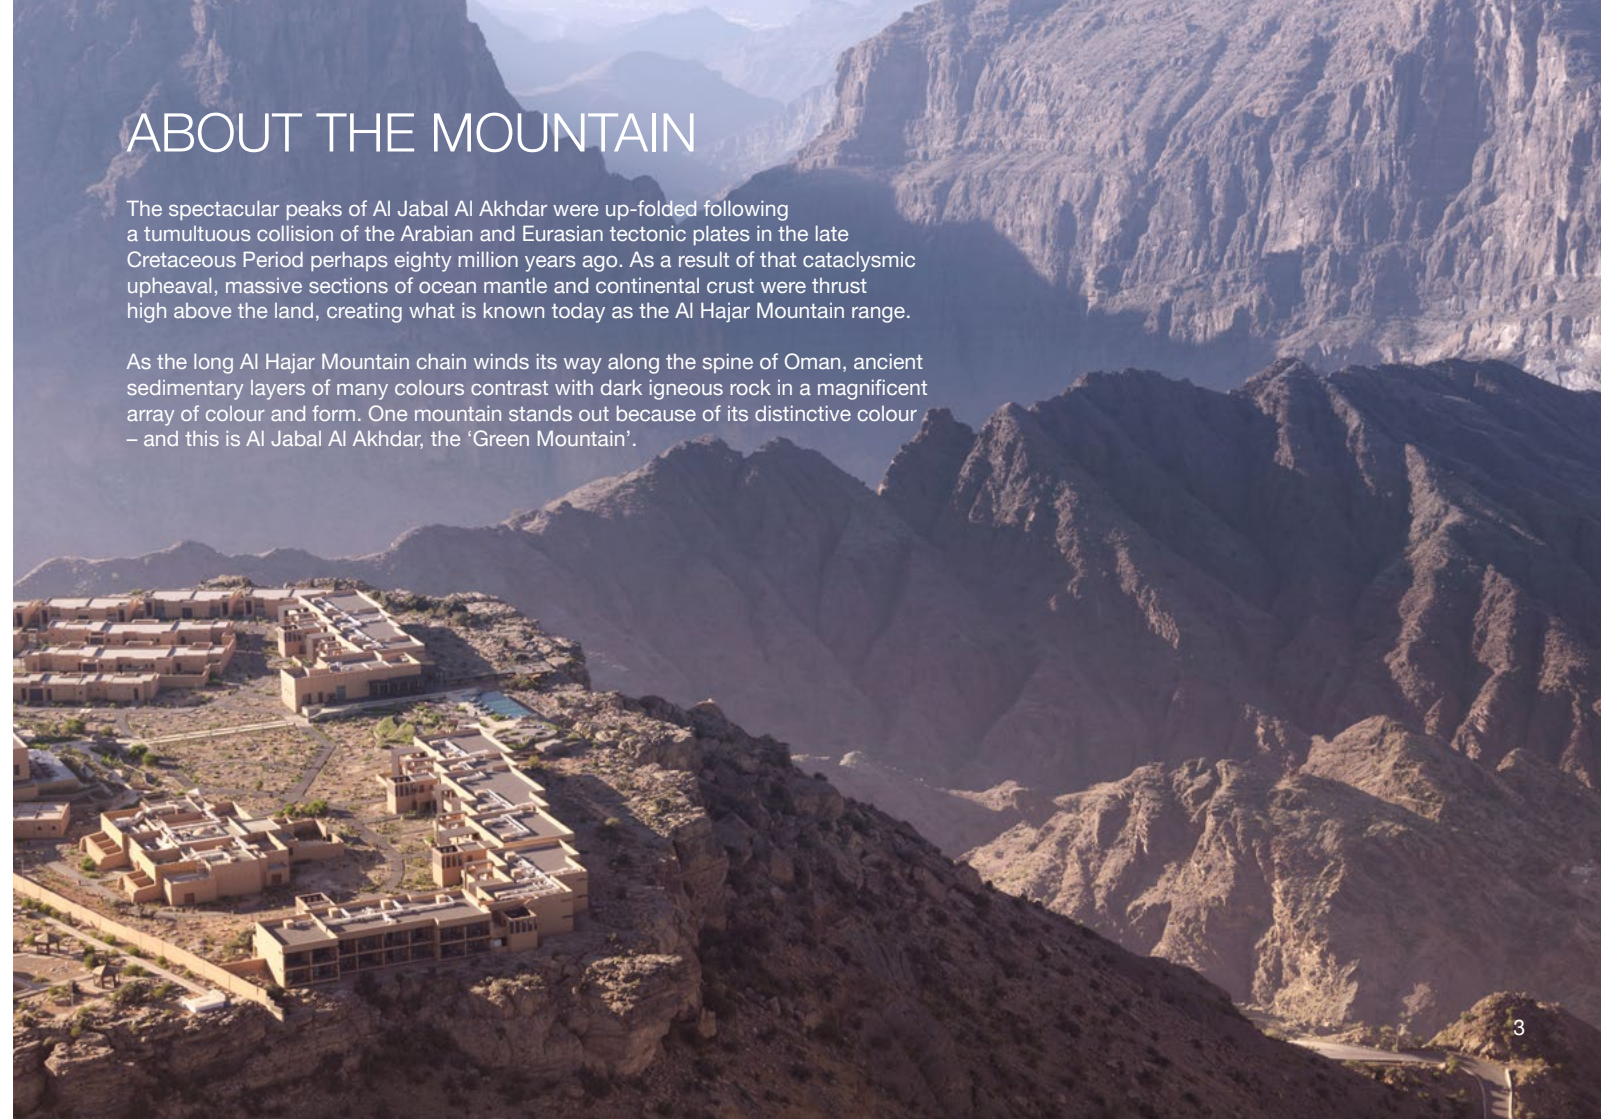 ABOUT THE MOUNTAIN
The spectacular peaks of Al Jabal Al Akhdar were up-folded following
a tumultuous collision of the Arabian and Eurasian tectonic plates in the late
Cretaceous Period perhaps eighty million years ago. As a result of that cataclysmic
upheaval, massive sections of ocean mantle and continental crust were thrust
high above the land, creating what is known today as the Al Hajar Mountain range.
As the long Al Hajar Mountain chain winds its way along the spine of Oman, ancient
sedimentary layers of many colours contrast with dark igneous rock in a magnificent
array of colour and form. One mountain stands out because of its distinctive colour
– and this is Al Jabal Al Akhdar, the ‘Green Mountain’.
3